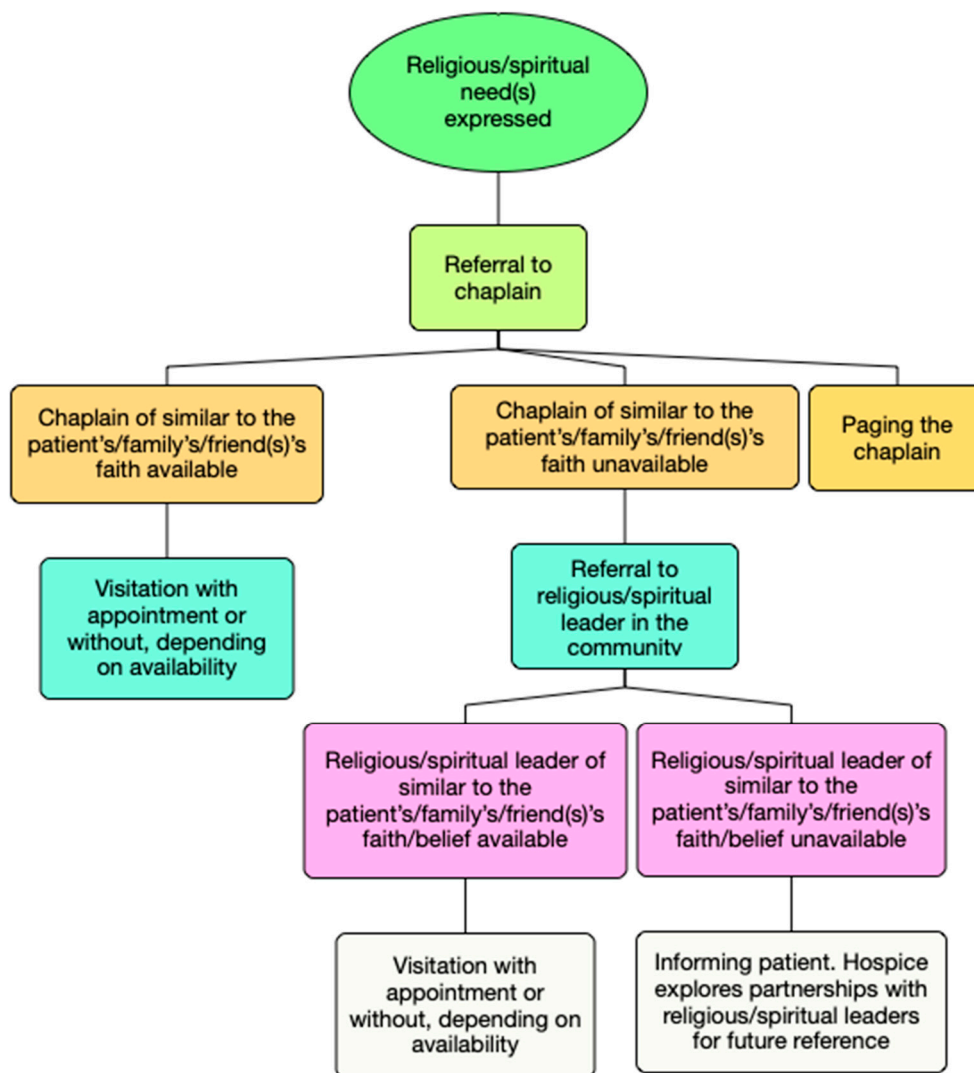 Religious/spiritual
need(s)
expressed
Referral to
chaplain
Chaplain of similar to the
patient's/family's/friend(s)'s
faith available
Chaplain of similar to the
patient's/family's/friend(s)'s
faith unavailable
Paging the
chaplain
Visitation with
appointment or
without, depending
on availability
Referral to
religious/spiritual
leader in the
community
Religious/spiritual leader of
similar to the
patient's/family's/friend(s)'s
faith/belief available
Religious/spiritual leader of
similar to the
patient's/family's/friend(s)'s
faith/belief unavailable
Visitation with
appointment or
without, depending on
availability
Informing patient. Hospice
explores partnerships with
religious/spiritual leaders
for future reference